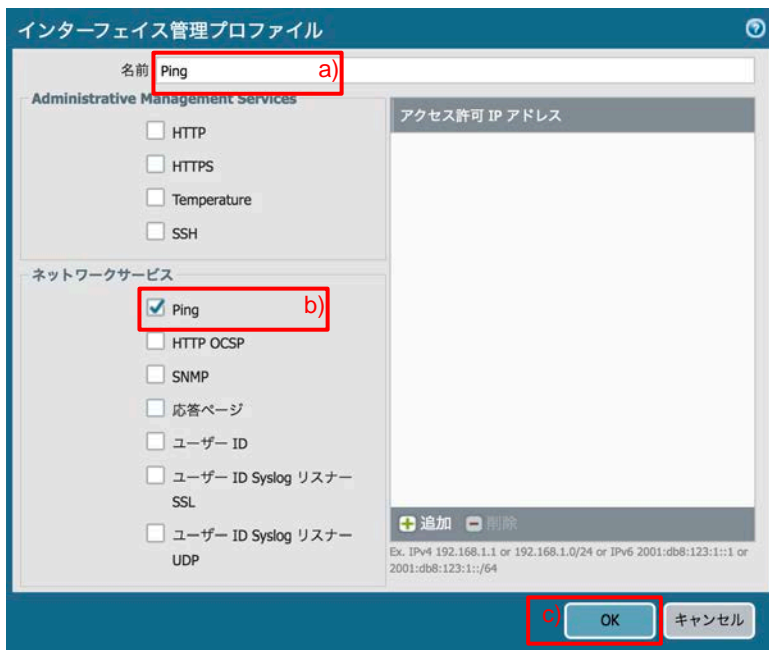 インターフェイス管理プロファイル
名前 Ping a)
Administrative Management Services
HTTP
HTTPS
Temperature
SSH
ネットワークサービス
Ping b)
HTTP OCSP
SNMP
応答ページ
ユーザー ID
ユーザー ID Syslog リスナー
SSL
ユーザー ID Syslog リスナー
UDP
アクセス許可 IP アドレス
追加 削除
Ex. IPv4 192.168.1.1 or 192.168.1.0/24 or IPv6 2001:db8:123:1::1 or
2001:db8:123:1::/64
c) OK キャンセル